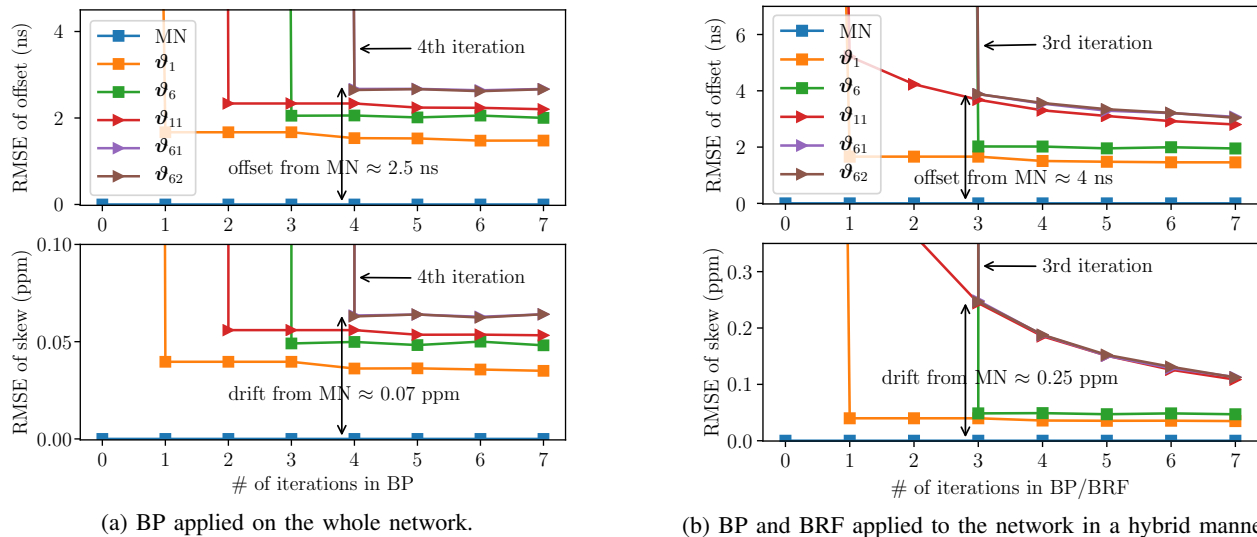 RMSE of offset (ns)
4
2
0
MN
ϑ1
ϑ6
ϑ11
ϑ61
ϑ62
4th iteration
offset from MN ≈ 2.5 ns
0 1 2 3 4 5 6 7
RMSE of skew (ppm)
0.10
0.05
0.00
4th iteration
drift from MN ≈ 0.07 ppm
0 1 2 3 4 5 6 7
# of iterations in BP
(a) BP applied on the whole network.
RMSE of offset (ns)
6
4
2
0
MN
ϑ1
ϑ6
ϑ11
ϑ61
ϑ62
3rd iteration
offset from MN ≈ 4 ns
0 1 2 3 4 5 6 7
RMSE of skew (ppm)
0.3
0.2
0.1
0.0
3rd iteration
drift from MN ≈ 0.25 ppm
0 1 2 3 4 5 6 7
# of iterations in BP/BRF
(b) BP and BRF applied to the network in a hybrid manne